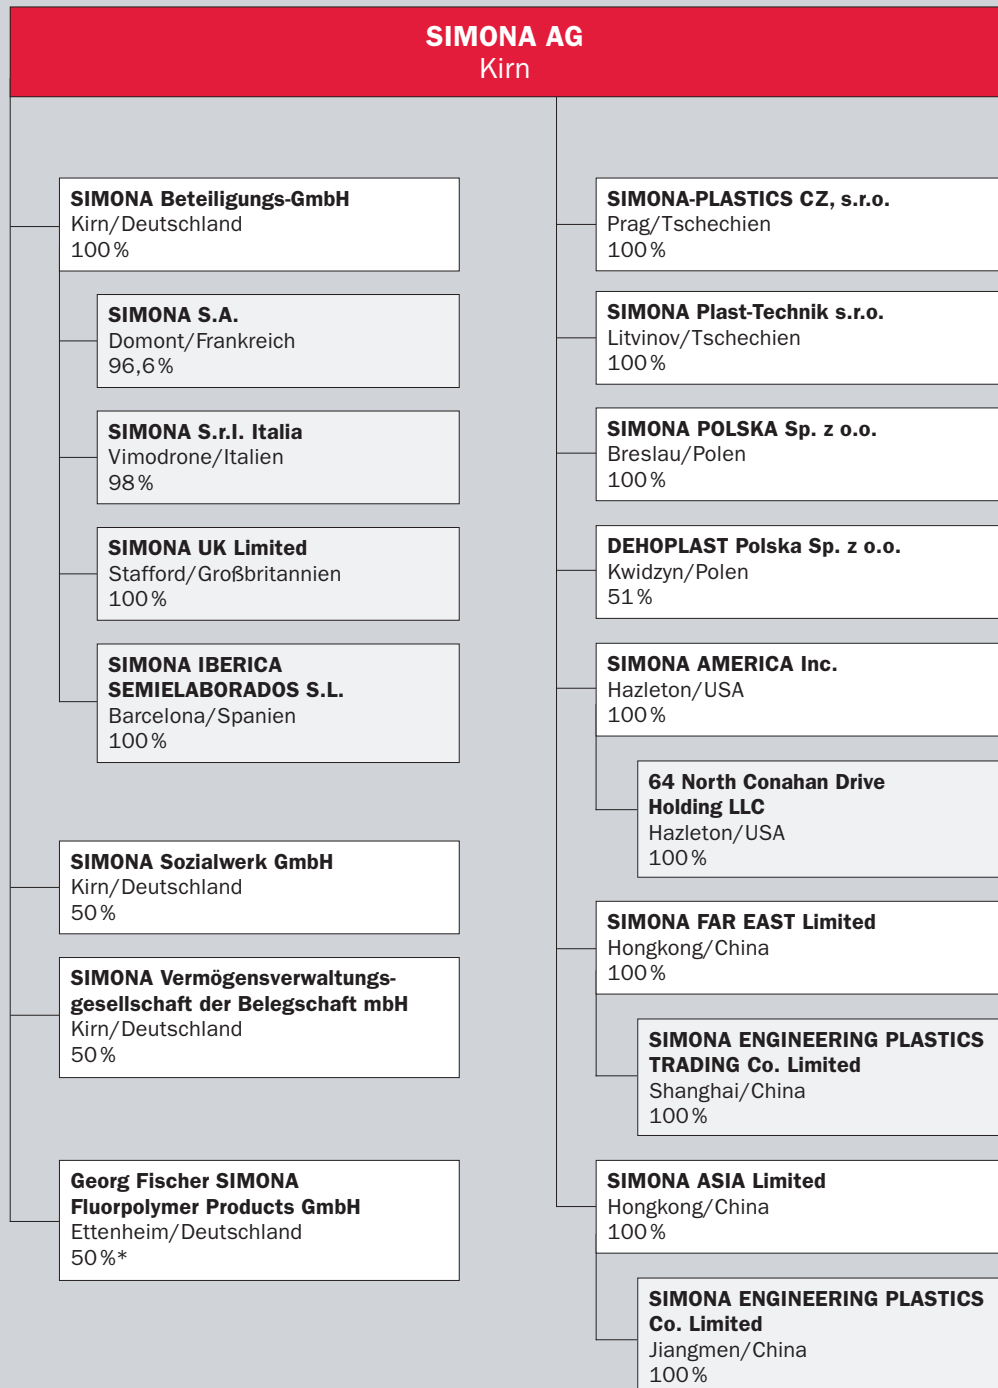 SIMONA AG
Kirn
SIMONA Beteiligungs-GmbH
Kirn/Deutschland
100%
SIMONA S.A.
Domont/Frankreich
96,6%
SIMONA S.r.l. Italia
Vimodrone/Italien
98%
SIMONA UK Limited
Stafford/Großbritannien
100%
SIMONA IBERICA
SEMIELABORADOS S.L.
Barcelona/Spanien
100%
SIMONA Sozialwerk GmbH
Kirn/Deutschland
50%
SIMONA Vermögensverwaltungs-
gesellschaft der Belegschaft mbH
Kirn/Deutschland
50%
Georg Fischer SIMONA
Fluorpolymer Products GmbH
Ettenheim/Deutschland
50%*
SIMONA-PLASTICS CZ, s.r.o.
Prag/Tschechien
100%
SIMONA Plast-Technik s.r.o.
Litvinov/Tschechien
100%
SIMONA POLSKA Sp. z o.o.
Breslau/Polen
100%
DEHOPLAST Polska Sp. z o.o.
Kwidzyn/Polen
51%
SIMONA AMERICA Inc.
Hazleton/USA
100%
64 North Conahan Drive
Holding LLC
Hazleton/USA
100%
SIMONA FAR EAST Limited
Hongkong/China
100%
SIMONA ENGINEERING PLASTICS
TRADING Co. Limited
Shanghai/China
100%
SIMONA ASIA Limited
Hongkong/China
100%
SIMONA ENGINEERING PLASTICS
Co. Limited
Jiangmen/China
100%